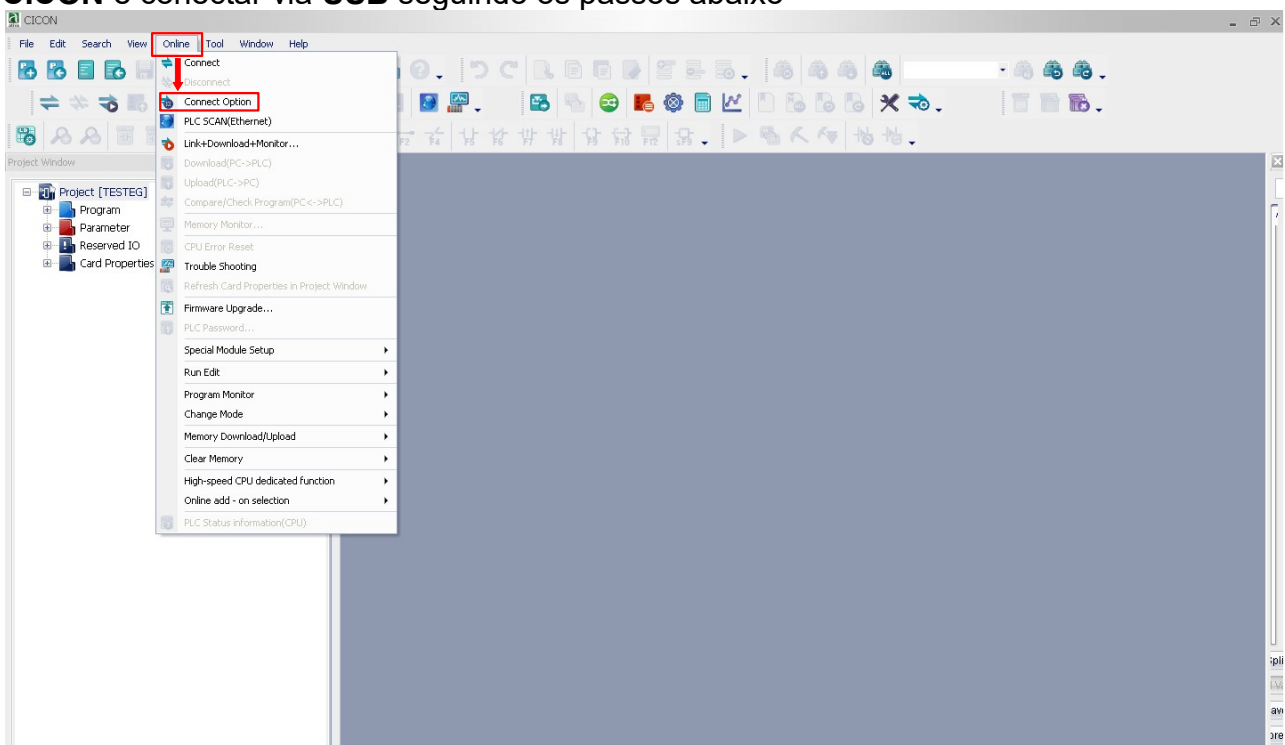 CICON e conectar via USB seguindo os passos abaixo
CICON
File Edit Search View Online Tool Window Help
Connect
Disconnect
Connect Option
PLC SCAN(Ethernet)
Link+Download+Monitor...
Download(PC->PLC)
Upload(PLC->PC)
Compare/Check Program(PC<->PLC)
Memory Monitor...
CPU Error Reset
Trouble Shooting
Refresh Card Properties in Project Window
Firmware Upgrade...
PLC Password...
Special Module Setup
Run Edit
Program Monitor
Change Mode
Memory Download/Upload
Clear Memory
High-speed CPU dedicated function
Online add - on selection
PLC Status information(CPU)
Project Window
Project [TESTEG]
Program
Parameter
Reserved IO
Card Properties